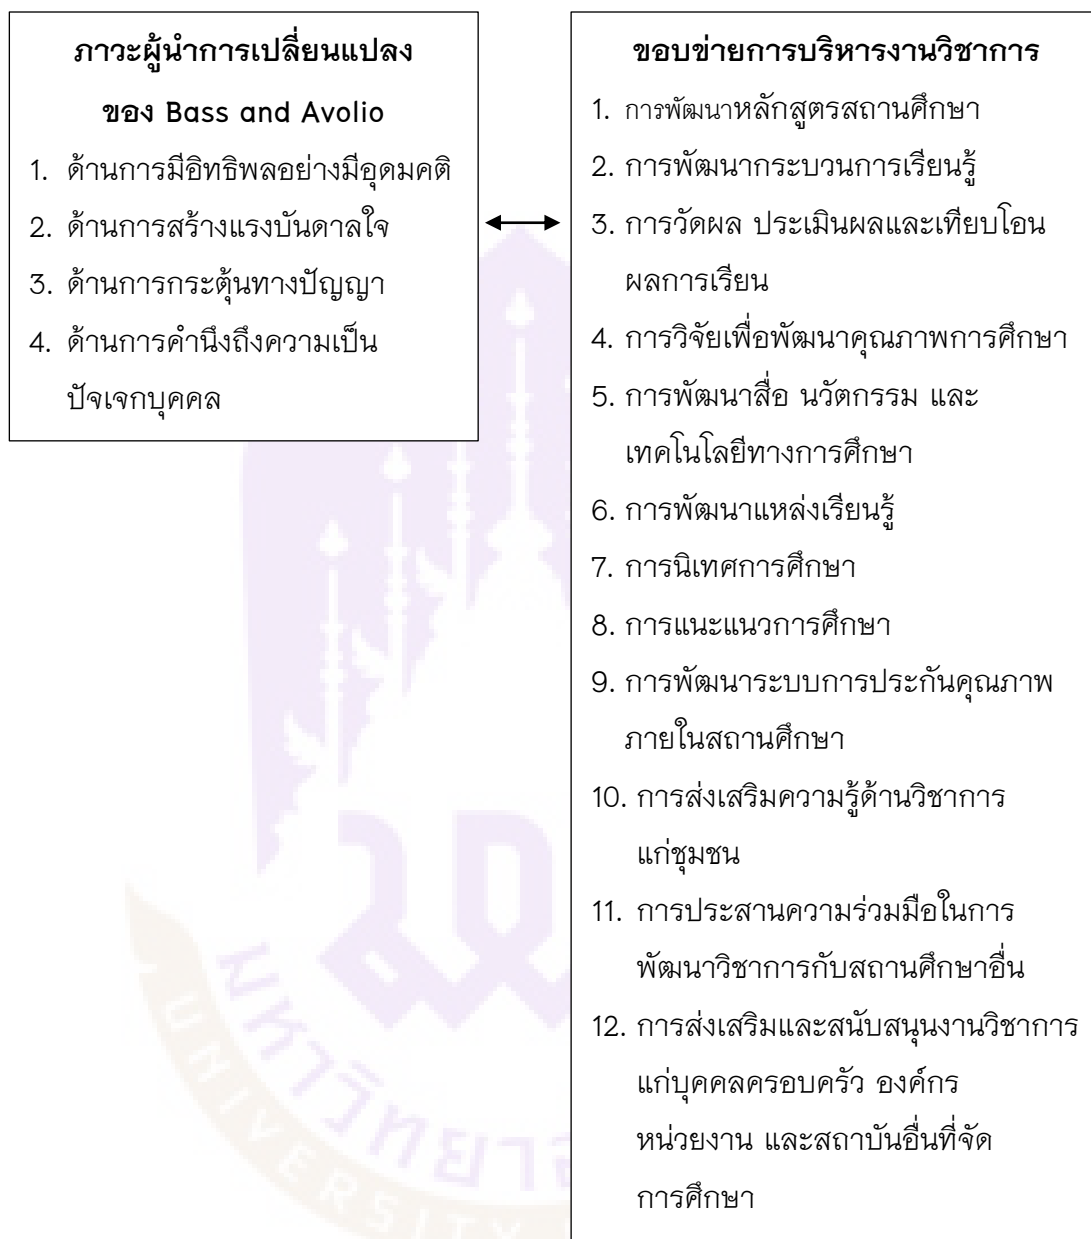 ภาวะผู้นำการเปลี่ยนแปลง
ของ Bass and Avolio
1. ด้านการมีอิทธิพลอย่างมีอุดมคติ
2. ด้านการสร้างแรงบันดาลใจ
3. ด้านการกระตุ้นทางปัญญา
4. ด้านการคำนึงถึงความเป็น
ปัจเจกบุคคล
ขอบข่ายการบริหารงานวิชาการ
1. การพัฒนาหลักสูตรสถานศึกษา
2. การพัฒนากระบวนการเรียนรู้
3. การวัดผล ประเมินผลและเทียบโอน
ผลการเรียน
4. การวิจัยเพื่อพัฒนาคุณภาพการศึกษา
5. การพัฒนาสื่อ นวัตกรรม และ
เทคโนโลยีทางการศึกษา
6. การพัฒนาแหล่งเรียนรู้
7. การนิเทศการศึกษา
8. การแนะแนวการศึกษา
9. การพัฒนาระบบการประกันคุณภาพ
ภายในสถานศึกษา
10. การส่งเสริมความรู้ด้านวิชาการ
แก่ชุมชน
11. การประสานความร่วมมือในการ
พัฒนาวิชาการกับสถานศึกษาอื่น
12. การส่งเสริมและสนับสนุนงานวิชาการ
แก่บุคคลครอบครัว องค์กร
หน่วยงาน และสถาบันอื่นที่จัด
การศึกษา
มหาวิทยาล
UNIVERSITY